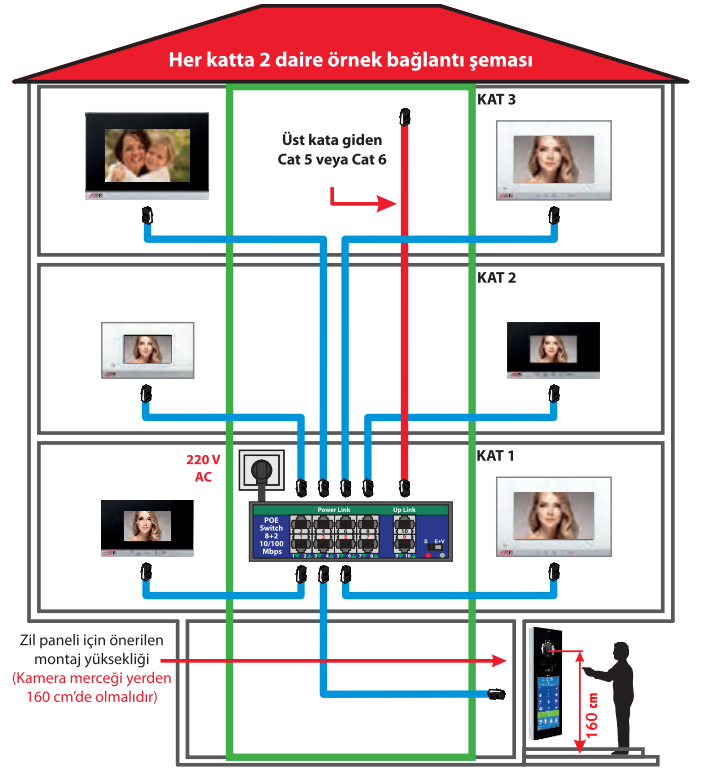 Her katta 2 daire örnek bağlantı şeması
KAT 3
Üst kata giden
Cat 5 veya Cat 6
KAT 2
KAT 1
220 V
AC
Power Link
Up Link
POE
Switch
8+2
10/100
Mbps
S E+V
Zil paneli için önerilen
montaj yüksekliği
(Kamera merceği yerden
160 cm’de olmalıdır)
160 cm